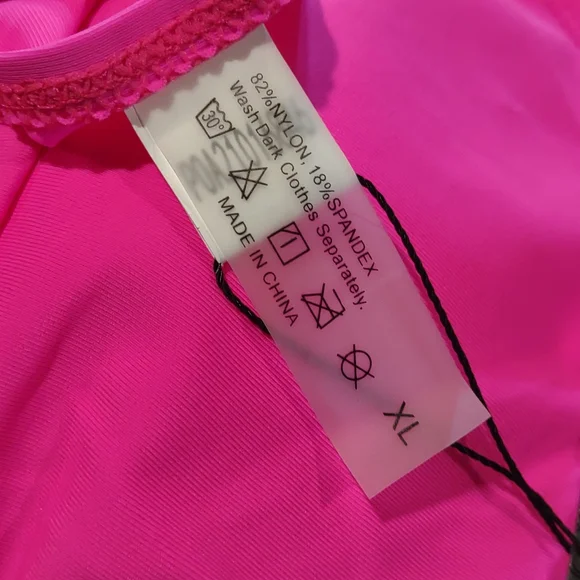 82%NYLON, 18%SPANDEX
Wash Dark Clothes Separately.
30°
MADE IN CHINA
XL